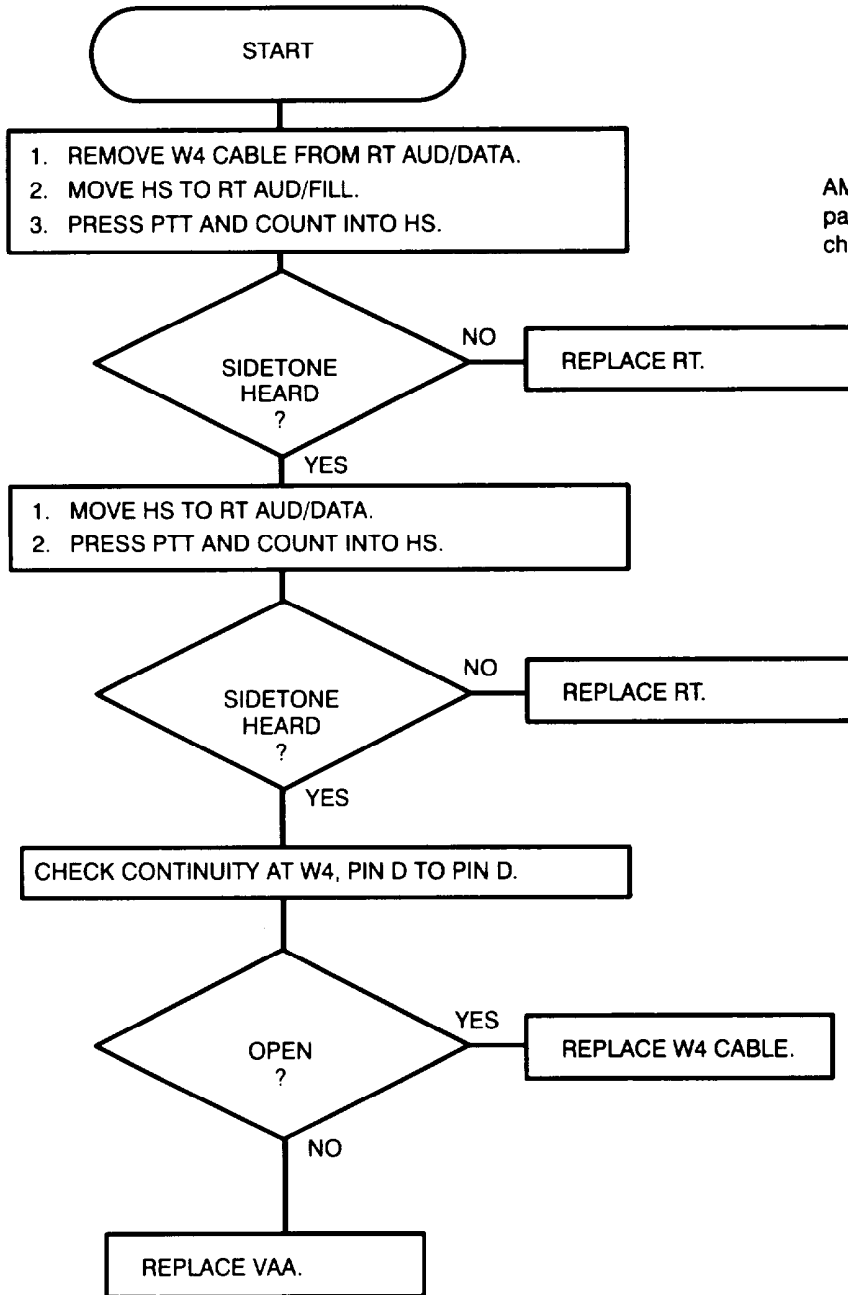 START
1. REMOVE W4 CABLE FROM RT AUD/DATA.
2. MOVE HS TO RT AUD/FILL.
3. PRESS PTT AND COUNT INTO HS.
AM
pa
ch
SIDETONE
HEARD
?
NO
REPLACE RT.
YES
1. MOVE HS TO RT AUD/DATA.
2. PRESS PTT AND COUNT INTO HS.
SIDETONE
HEARD
?
NO
REPLACE RT.
YES
CHECK CONTINUITY AT W4, PIN D TO PIN D.
OPEN
?
YES
REPLACE W4 CABLE.
NO
REPLACE VAA.